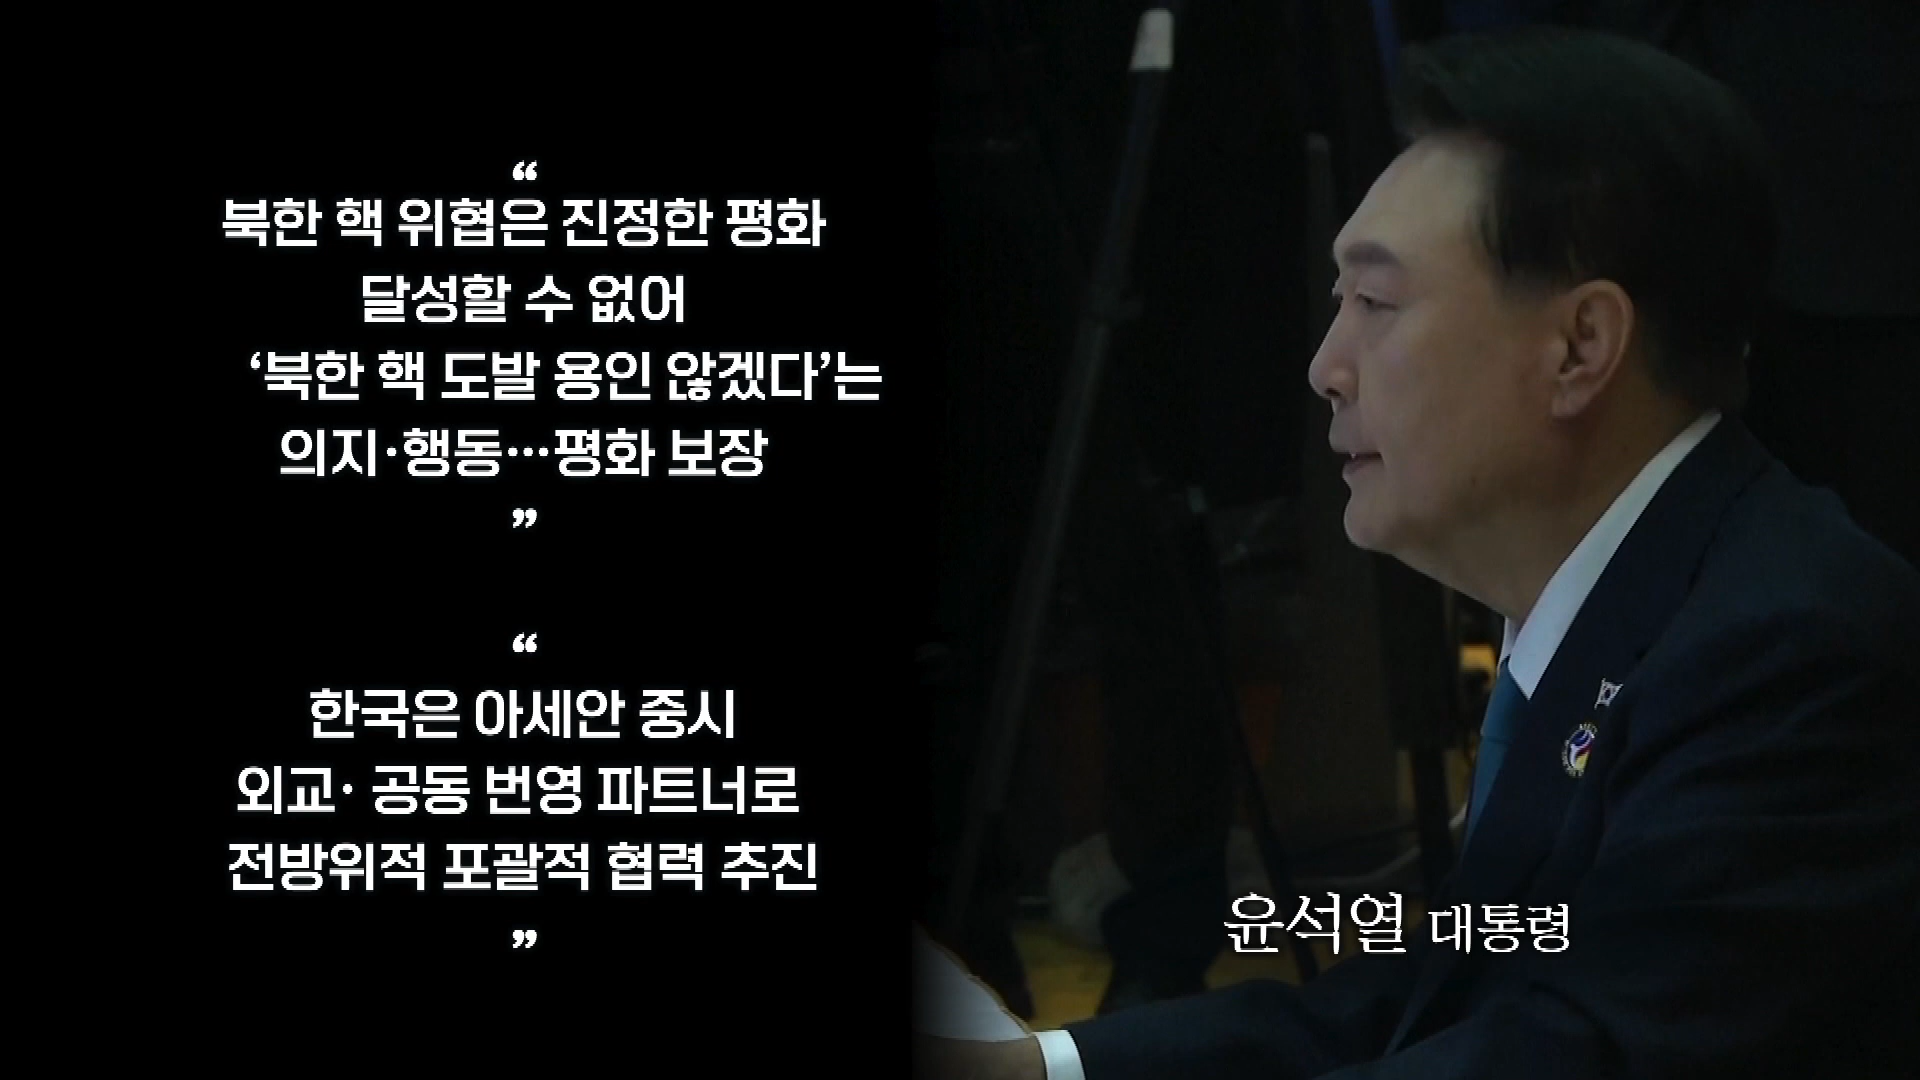 “
북한 핵 위협은 진정한 평화
달성할 수 없어
‘북한 핵 도발 용인 않겠다’는
의지·행동…평화 보장
”
“
한국은 아세안 중시
외교· 공동 번영 파트너로
전방위적 포괄적 협력 추진
”
윤석열 대통령